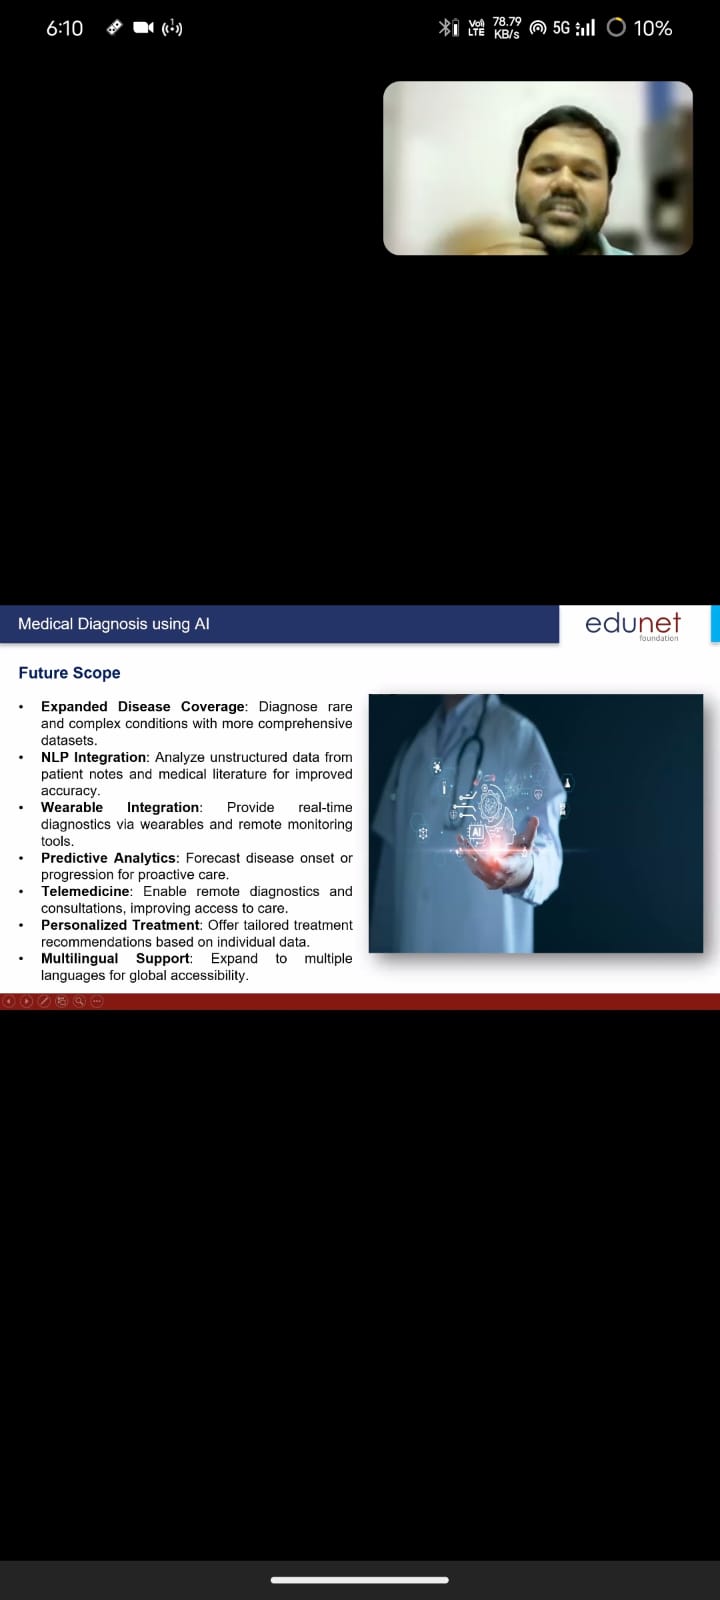 6:10
Vo) LTE 78.79 KB/s 5G 10%
Medical Diagnosis using AI
edunet
foundation
Future Scope
• Expanded Disease Coverage: Diagnose rare
and complex conditions with more comprehensive
datasets.
• NLP Integration: Analyze unstructured data from
patient notes and medical literature for improved
accuracy.
• Wearable Integration: Provide real-time
diagnostics via wearables and remote monitoring
tools.
• Predictive Analytics: Forecast disease onset or
progression for proactive care.
• Telemedicine: Enable remote diagnostics and
consultations, improving access to care.
• Personalized Treatment: Offer tailored treatment
recommendations based on individual data.
• Multilingual Support: Expand to multiple
languages for global accessibility.
AI